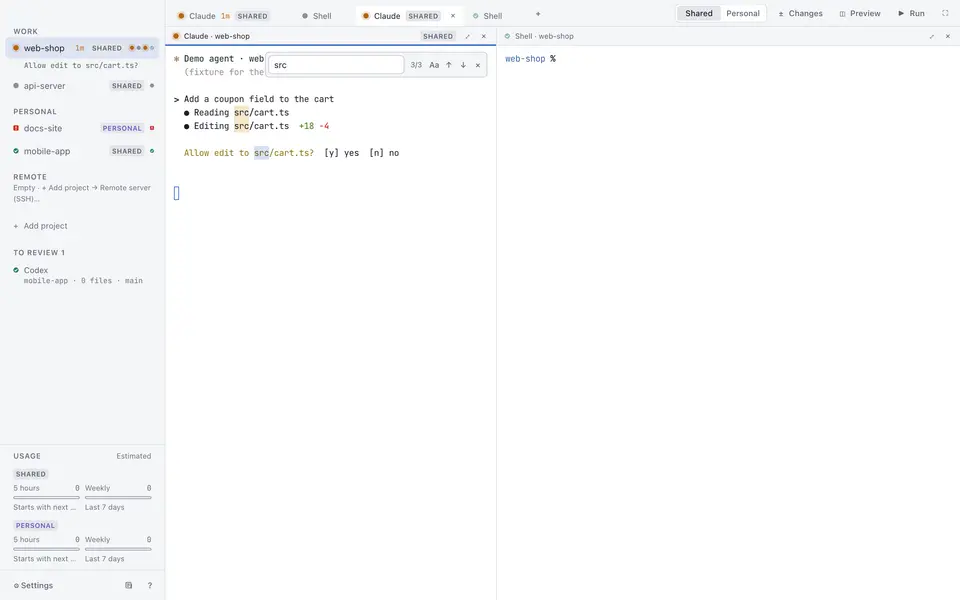 Claude 1m SHARED
Shell
Claude SHARED ×
Shell
+
Shared Personal
± Changes
Preview
Run
WORK
web-shop 1m SHARED
Allow edit to src/cart.ts?
api-server SHARED
PERSONAL
docs-site PERSONAL
mobile-app SHARED
REMOTE
Empty · + Add project → Remote server
(SSH)…
+ Add project
TO REVIEW 1
Codex
mobile-app · 0 files · main
USAGE Estimated
SHARED
5 hours 0 Weekly 0
Starts with next … Last 7 days
PERSONAL
5 hours 0 Weekly 0
Starts with next … Last 7 days
Settings ?
Claude · web-shop SHARED ×
* Demo agent · web
(fixture for the
src 3/3 Aa ↑ ↓ ×
> Add a coupon field to the cart
● Reading src/cart.ts
● Editing src/cart.ts +18 -4
Allow edit to src/cart.ts? [y] yes [n] no
Shell · web-shop ×
web-shop %